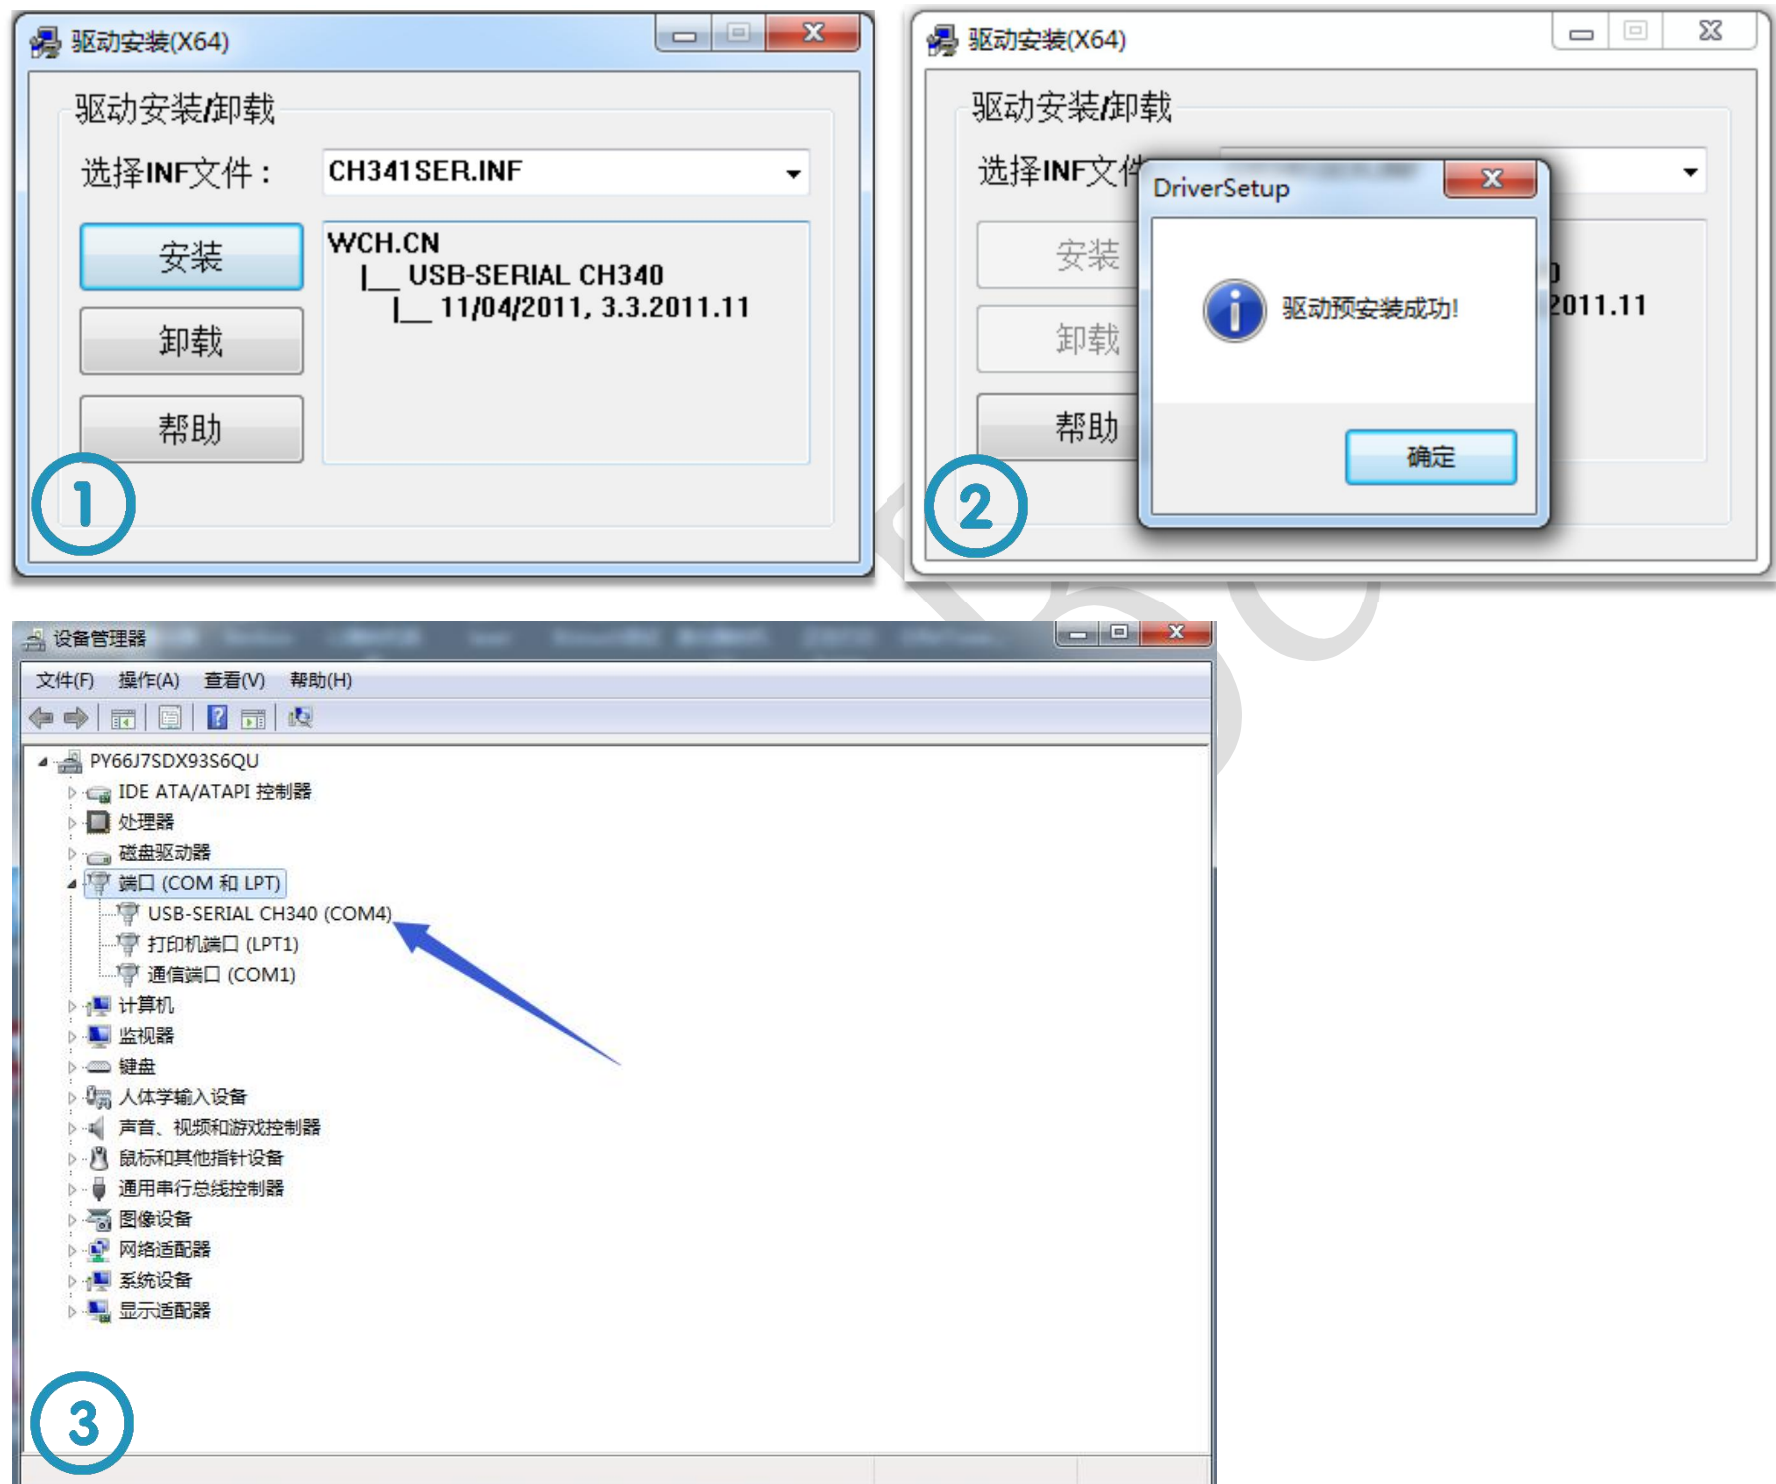 驱动安装(X64)
驱动安装/卸载
选择INF文件：
CH341SER.INF
安装
WCH.CN
|__ USB-SERIAL CH340
|__ 11/04/2011, 3.3.2011.11
卸载
帮助
1
驱动安装(X64)
驱动安装/卸载
选择INF文件
DriverSetup
安装
驱动预安装成功!
2011.11
卸载
帮助
确定
2
设备管理器
文件(F) 操作(A) 查看(V) 帮助(H)
PY66J7SDX93S6QU
IDE ATA/ATAPI 控制器
处理器
磁盘驱动器
端口 (COM 和 LPT)
USB-SERIAL CH340 (COM4)
打印机端口 (LPT1)
通信端口 (COM1)
计算机
监视器
键盘
人体学输入设备
声音、视频和游戏控制器
鼠标和其他指针设备
通用串行总线控制器
图像设备
网络适配器
系统设备
显示适配器
3